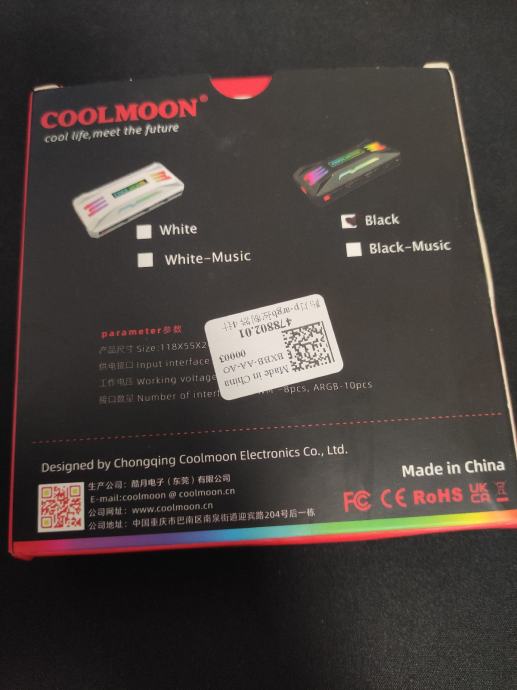 COOLMOON®
cool life,meet the future
COOLMOON
COOLMOON
White
White-Music
Black
Black-Music
parameter参数
产品尺寸 Size:118X55X2
供电接口 Input interface
工作电压 Working voltage
接口数量 Number of inter
-8pcs, ARGB-10pcs
478802.01
00003
BXBB-AA-AO
Made in China
Designed by Chongqing Coolmoon Electronics Co., Ltd.
Made in China
生产公司: 酷月电子(东莞)有限公司
E-mail:coolmoon @ coolmoon.cn
公司网址: www.coolmoon.cn
公司地址: 中国重庆市巴南区南泉街道迎宾路204号后一栋
FC CE RoHS UK CA